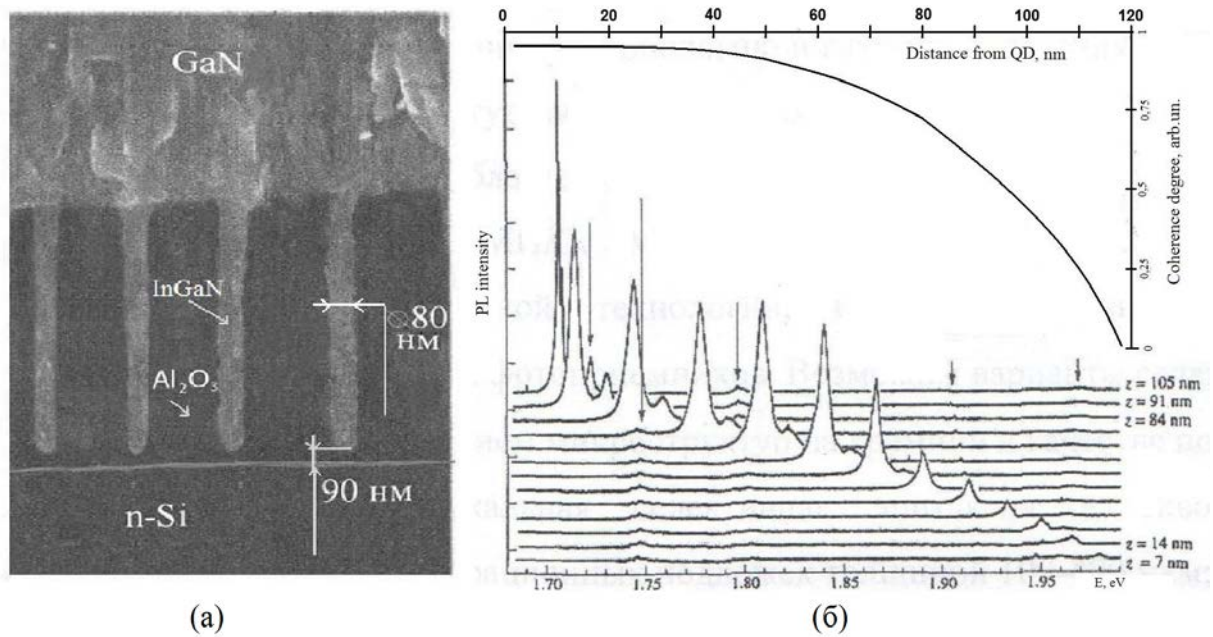 GaN
InGaN
Al₂O₃
∅80
нм
90 нм
n-Si
0 20 40 60 80 100 120
Distance from QD, nm
1
0,75
0,5
0,25
0
Coherence degree, arb.un.
PL intensity
z = 105 nm
z = 91 nm
z = 84 nm
z = 14 nm
z = 7 nm
1.70 1.75 1.80 1.85 1.90 1.95 E, eV
(а) (б)